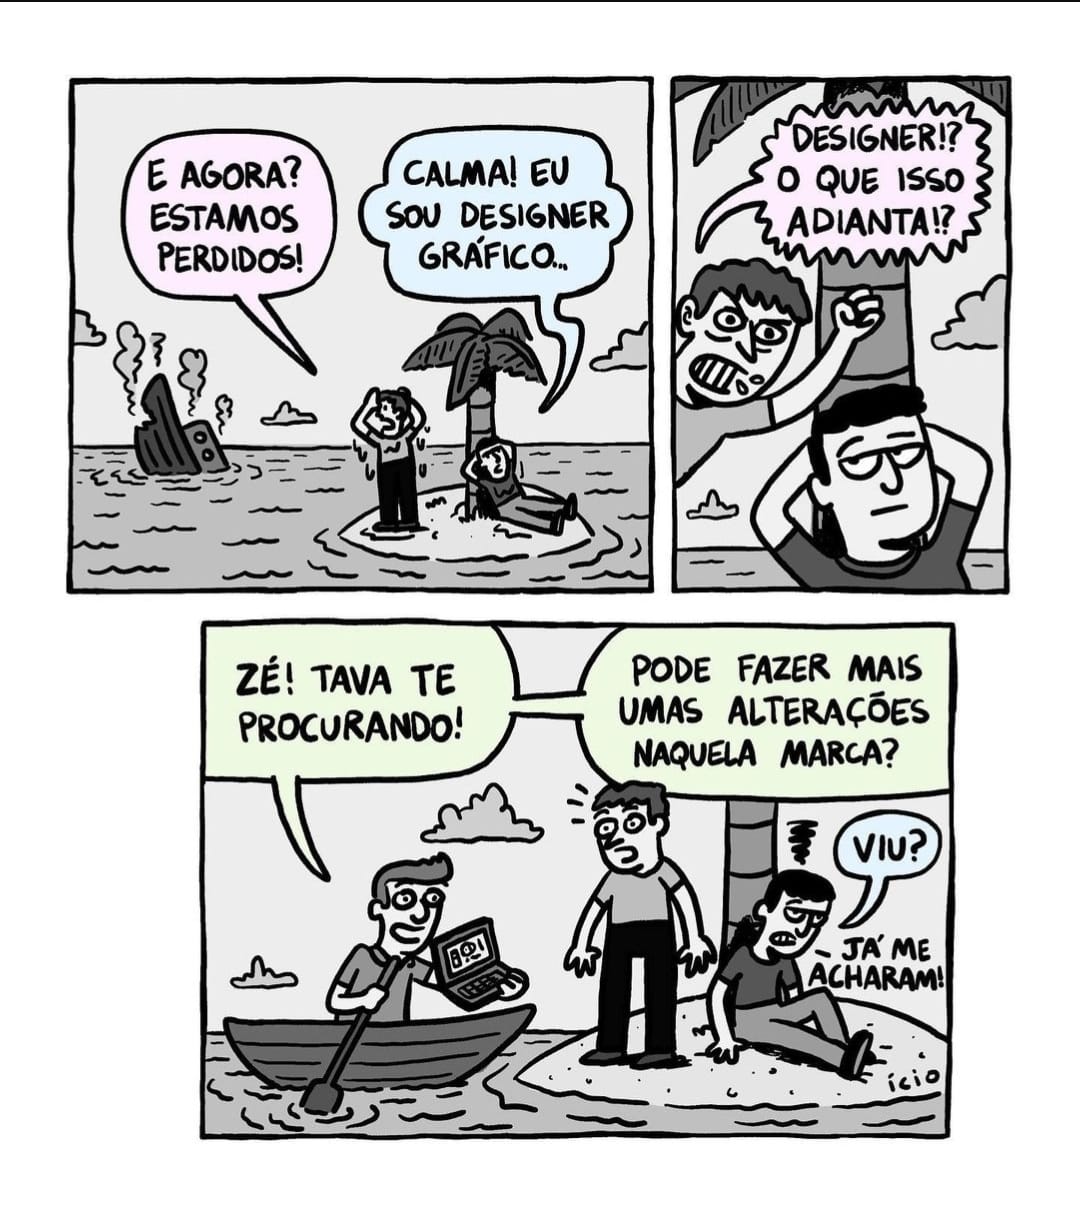 E AGORA?
ESTAMOS
PERDIDOS!
CALMA! EU
SOU DESIGNER
GRÁFICO...
DESIGNER!?
O QUE ISSO
ADIANTA!?
ZÉ! TAVA TE
PROCURANDO!
PODE FAZER MAIS
UMAS ALTERAÇÕES
NAQUELA MARCA?
VIU?
JÁ ME
ACHARAM!
ício